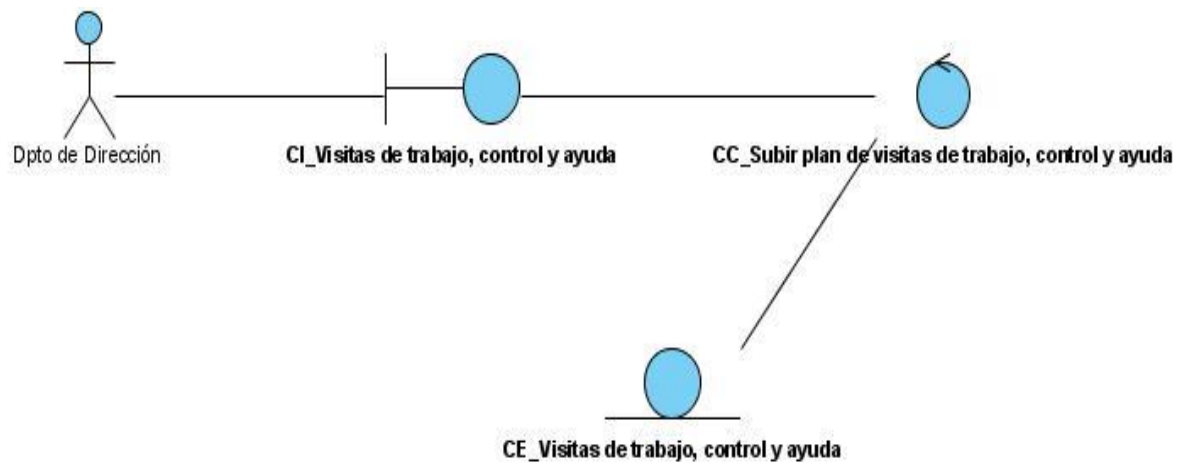 Dpto de Dirección
CI_Visitas de trabajo, control y ayuda
CC_Subir plan de visitas de trabajo, control y ayuda
CE_Visitas de trabajo, control y ayuda